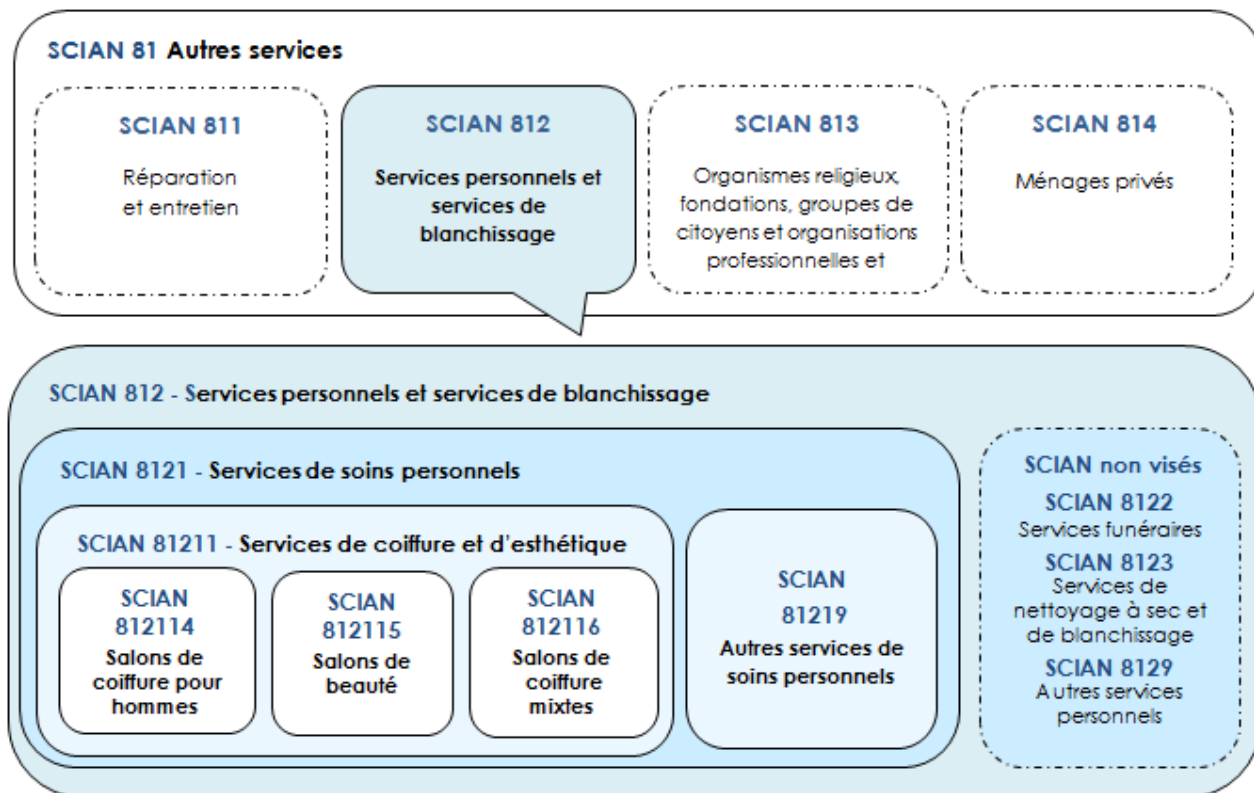 SCIAN 81 Autres services
SCIAN 811
Réparation
et entretien
SCIAN 812
Services personnels et
services de
blanchissage
SCIAN 813
Organismes religieux,
fondations, groupes de
citoyens et organisations
professionnelles et
SCIAN 814
Ménages privés
SCIAN 812 - Services personnels et services de blanchissage
SCIAN 8121 - Services de soins personnels
SCIAN 81211 - Services de coiffure et d'esthétique
SCIAN
812114
Salons de
coiffure pour
hommes
SCIAN
812115
Salons de
beauté
SCIAN
812116
Salons de
coiffure
mixtes
SCIAN
81219
Autres services de
soins personnels
SCIAN non visés
SCIAN 8122
Services funéraires
SCIAN 8123
Services de
nettoyage à sec et
de blanchissage
SCIAN 8129
Autres services
personnels